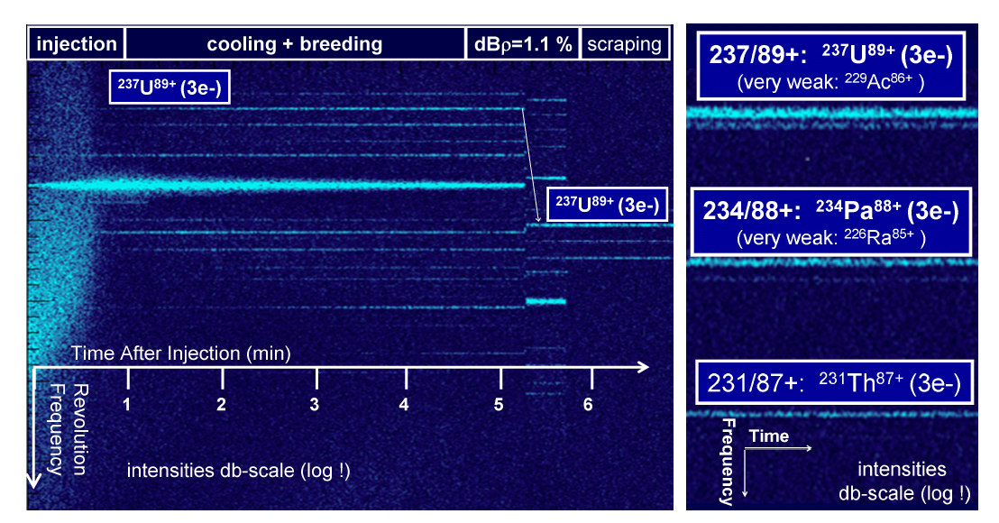 injection
cooling + breeding
dBρ=1.1 %
scraping
²³⁷U⁸⁹⁺ (3e-)
²³⁷U⁸⁹⁺ (3e-)
Time After Injection (min)
1 2 3 4 5 6
Revolution
Frequency
intensities db-scale (log !)
237/89+: ²³⁷U⁸⁹⁺ (3e-)
(very weak: ²²⁹Ac⁸⁶⁺ )
234/88+: ²³⁴Pa⁸⁸⁺ (3e-)
(very weak: ²²⁶Ra⁸⁵⁺ )
231/87+: ²³¹Th⁸⁷⁺ (3e-)
Frequency
Time
intensities
db-scale (log !)